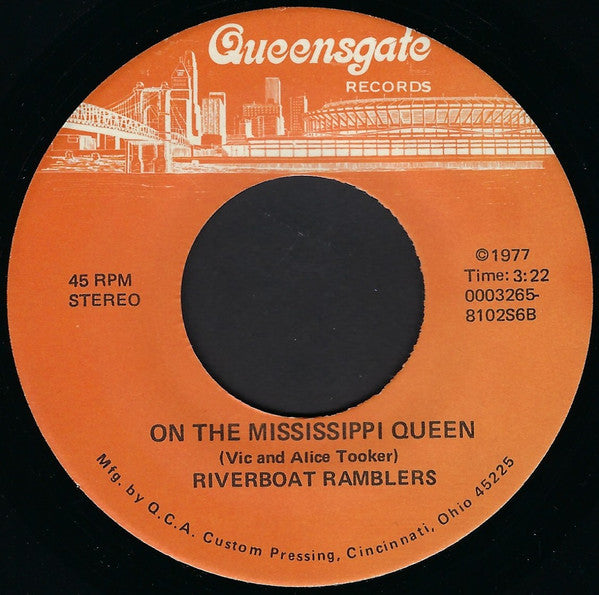 Queensgate
RECORDS
45 RPM
STEREO
©1977
Time: 3:22
0003265-
8102S6B
ON THE MISSISSIPPI QUEEN
(Vic and Alice Tooker)
RIVERBOAT RAMBLERS
Mfg. by Q.C.A. Custom Pressing, Cincinnati, Ohio 45225